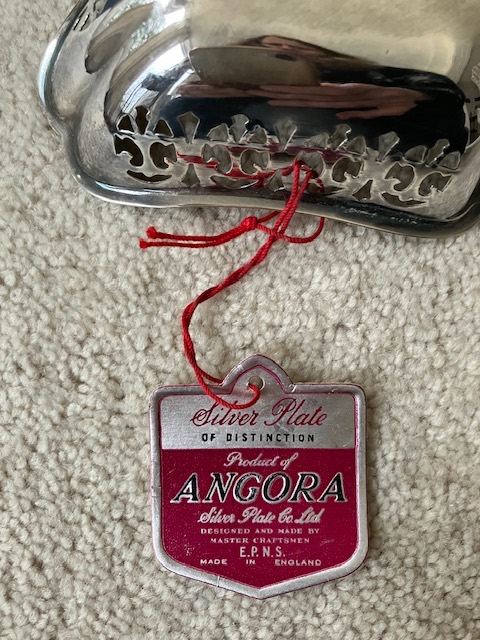 Silver Plate
OF DISTINCTION
Product of
ANGORA
Silver Plate Co. Ltd.
DESIGNED AND MADE BY
MASTER CRAFTSMEN
E.P.N.S.
MADE IN ENGLAND